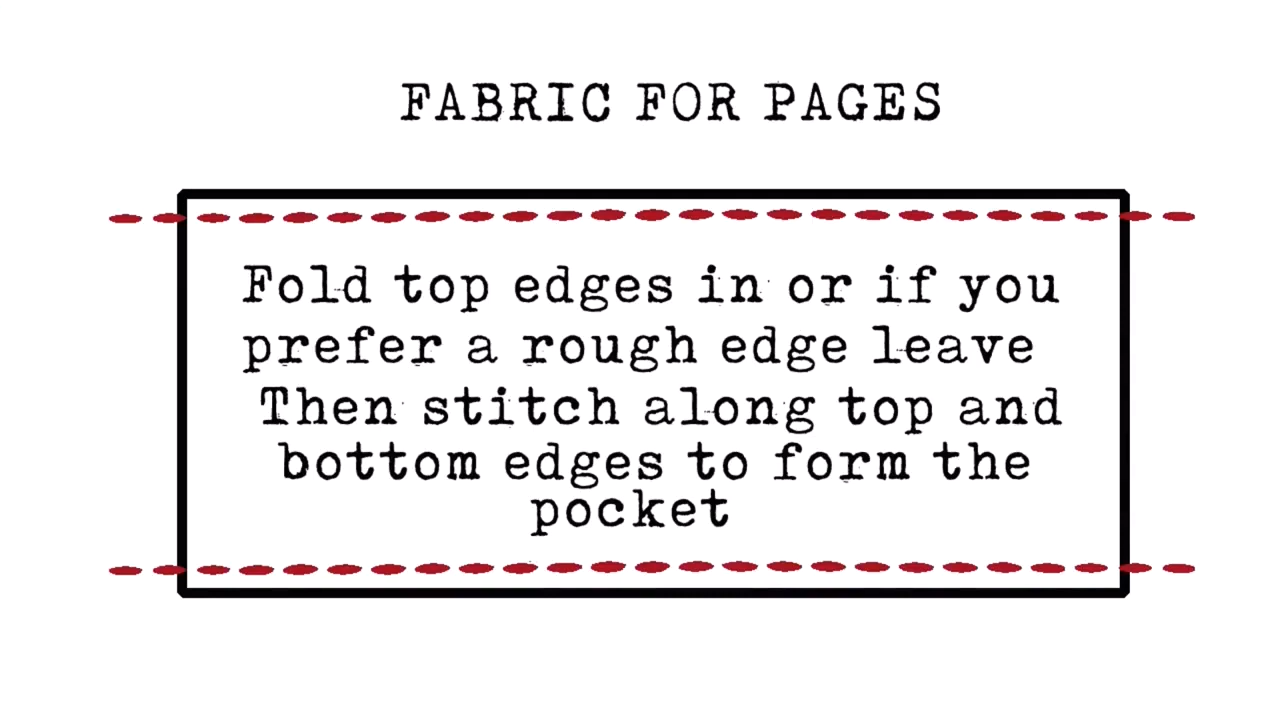 FABRIC FOR PAGES
Fold top edges in or if you
prefer a rough edge leave
Then stitch along top and
bottom edges to form the
pocket